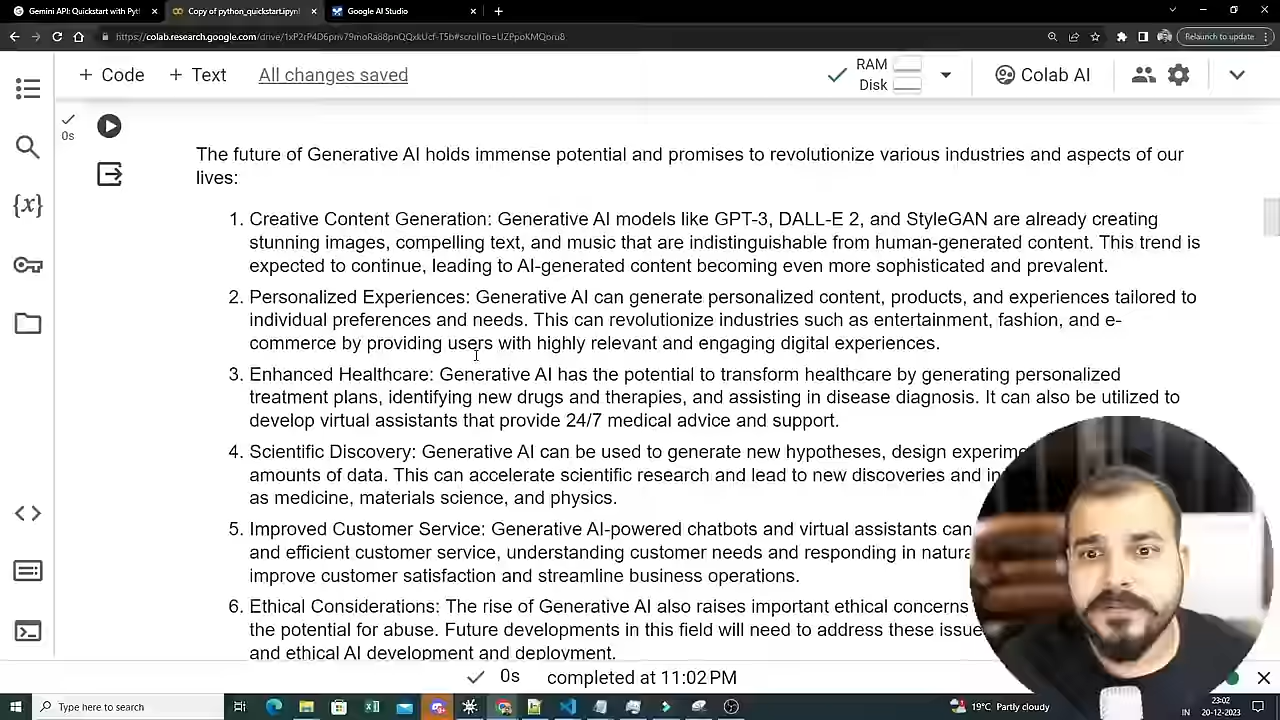 Gemini API: Quickstart with Pyt
Copy of python_quickstart.ipynl
Google AI Studio
Relaunch to update
+ Code + Text All changes saved
RAM
Disk
Colab AI
0s
The future of Generative AI holds immense potential and promises to revolutionize various industries and aspects of our
lives:
1. Creative Content Generation: Generative AI models like GPT-3, DALL-E 2, and StyleGAN are already creating
stunning images, compelling text, and music that are indistinguishable from human-generated content. This trend is
expected to continue, leading to AI-generated content becoming even more sophisticated and prevalent.
2. Personalized Experiences: Generative AI can generate personalized content, products, and experiences tailored to
individual preferences and needs. This can revolutionize industries such as entertainment, fashion, and e-
commerce by providing users with highly relevant and engaging digital experiences.
3. Enhanced Healthcare: Generative AI has the potential to transform healthcare by generating personalized
treatment plans, identifying new drugs and therapies, and assisting in disease diagnosis. It can also be utilized to
develop virtual assistants that provide 24/7 medical advice and support.
4. Scientific Discovery: Generative AI can be used to generate new hypotheses, design
amounts of data. This can accelerate scientific research and lead to new discoveries and
as medicine, materials science, and physics.
5. Improved Customer Service: Generative AI-powered chatbots and virtual assistants can
and efficient customer service, understanding customer needs and responding in
improve customer satisfaction and streamline business operations.
6. Ethical Considerations: The rise of Generative AI also raises important ethical concerns
the potential for abuse. Future developments in this field will need to address these
and ethical AI development and deployment.
0s completed at 11:02 PM
Type here to search
19°C Partly cloudy
IN
23:02
20-12-2023